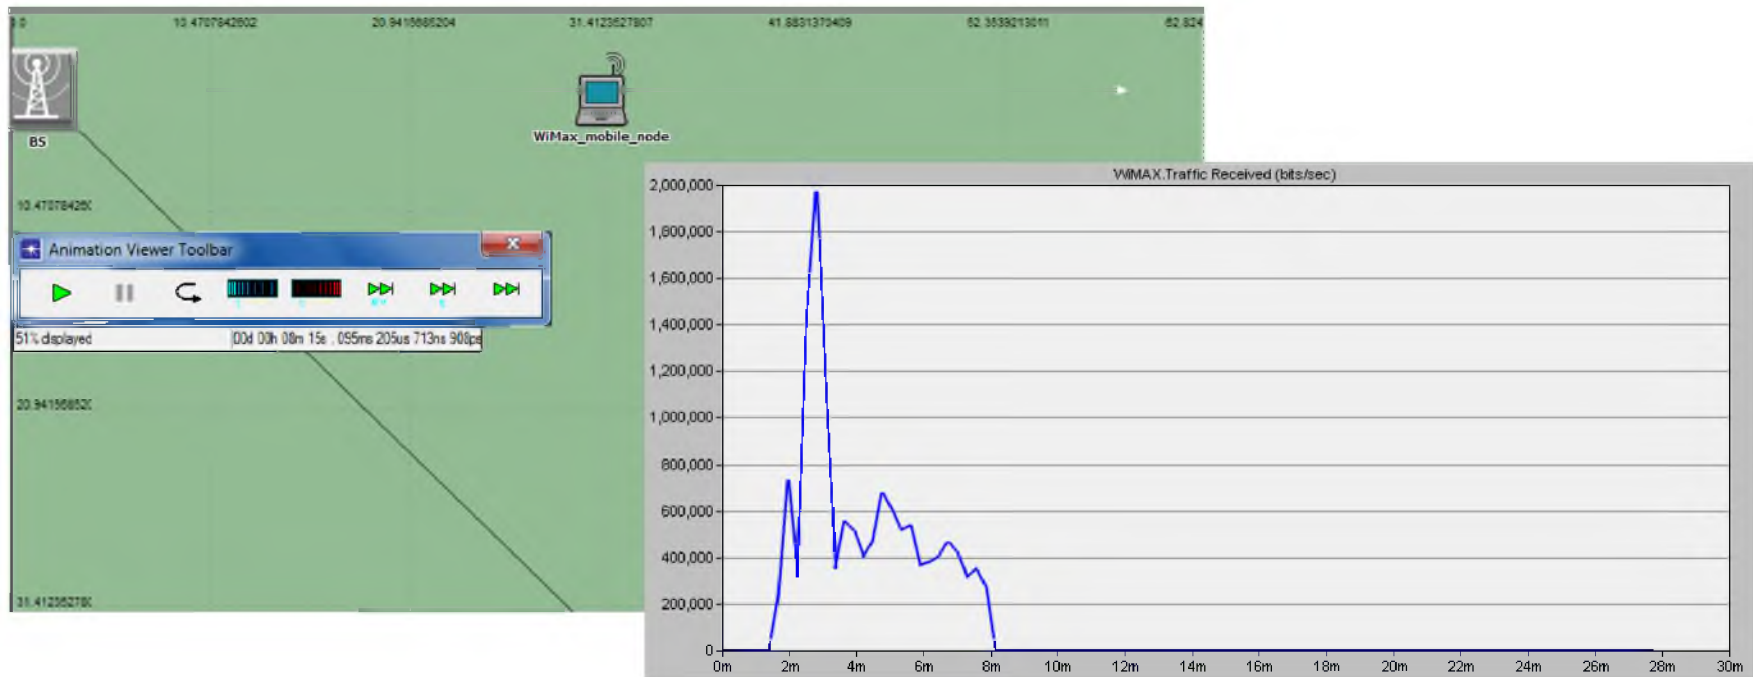 0.0 10.4707842602 20.9415685204 31.4123527807 41.8831370409 52.3539213011 62.824
BS
WiMax_mobile_node
10.47078426
Animation Viewer Toolbar
51% displayed 00d 00h 08m 15s . 095ms 205us 713ns 908ps
20.941568520
31.412352780
WiMAX.Traffic Received (bits/sec)
2,000,000
1,800,000
1,600,000
1,400,000
1,200,000
1,000,000
800,000
600,000
400,000
200,000
0
0m 2m 4m 6m 8m 10m 12m 14m 16m 18m 20m 22m 24m 26m 28m 30m